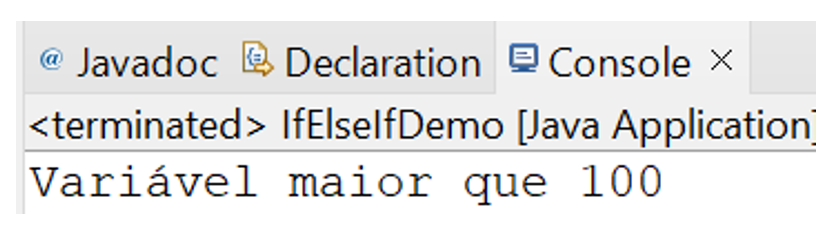 @ Javadoc Declaration Console
<terminated> IfElseIfDemo [Java Application]
Variável maior que 100